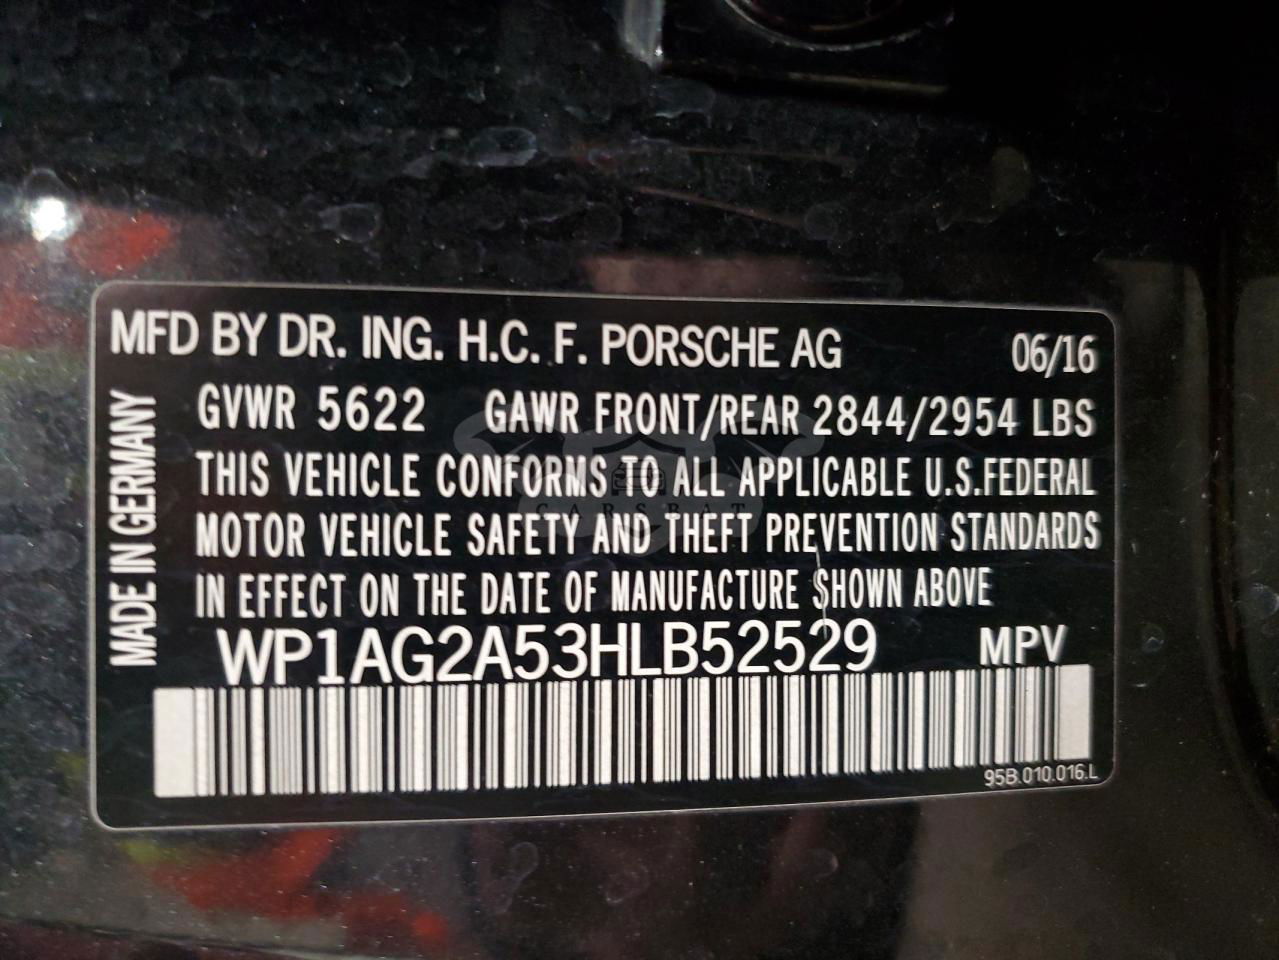 MFD BY DR. ING. H.C. F. PORSCHE AG 06/16
MADE IN GERMANY
GVWR 5622 GAWR FRONT/REAR 2844/2954 LBS
THIS VEHICLE CONFORMS TO ALL APPLICABLE U.S.FEDERAL
MOTOR VEHICLE SAFETY AND THEFT PREVENTION STANDARDS
IN EFFECT ON THE DATE OF MANUFACTURE SHOWN ABOVE
CARSBAT
WP1AG2A53HLB52529 MPV
95B.010.016.L